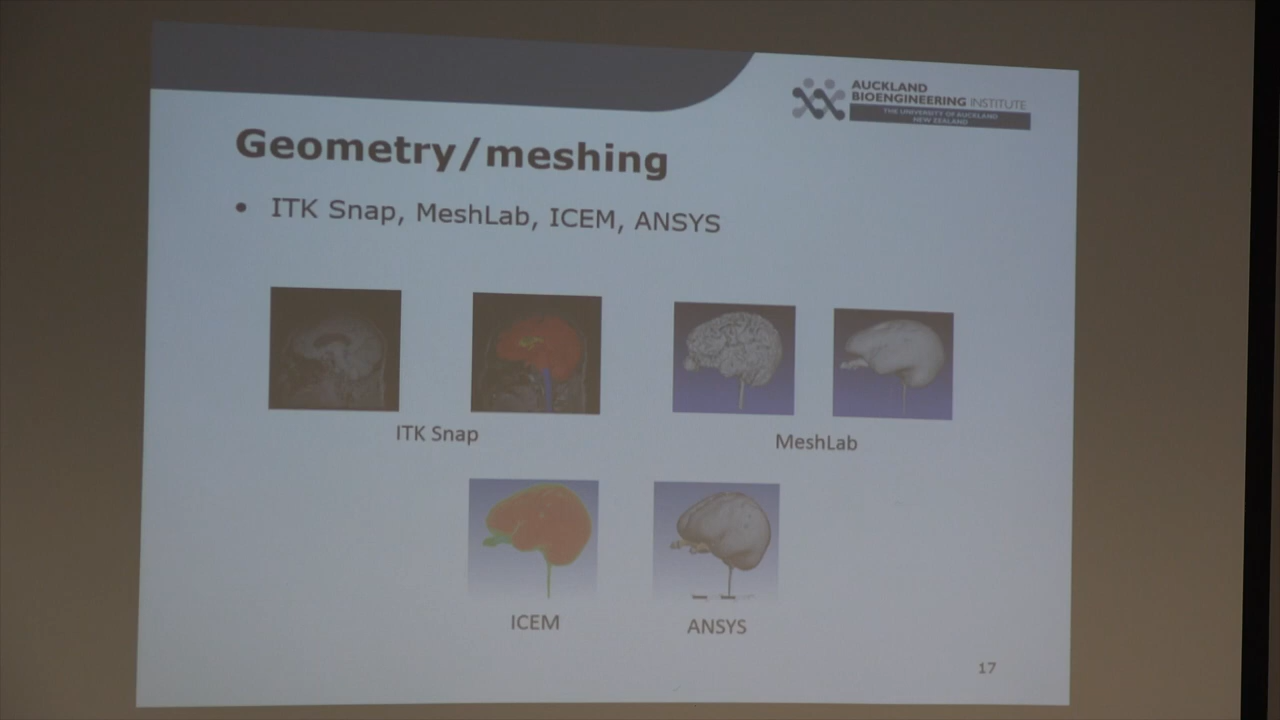 AUCKLAND
BIOENGINEERING INSTITUTE
THE UNIVERSITY OF AUCKLAND
NEW ZEALAND
Geometry/meshing
• ITK Snap, MeshLab, ICEM, ANSYS
ITK Snap
MeshLab
ICEM
ANSYS
17